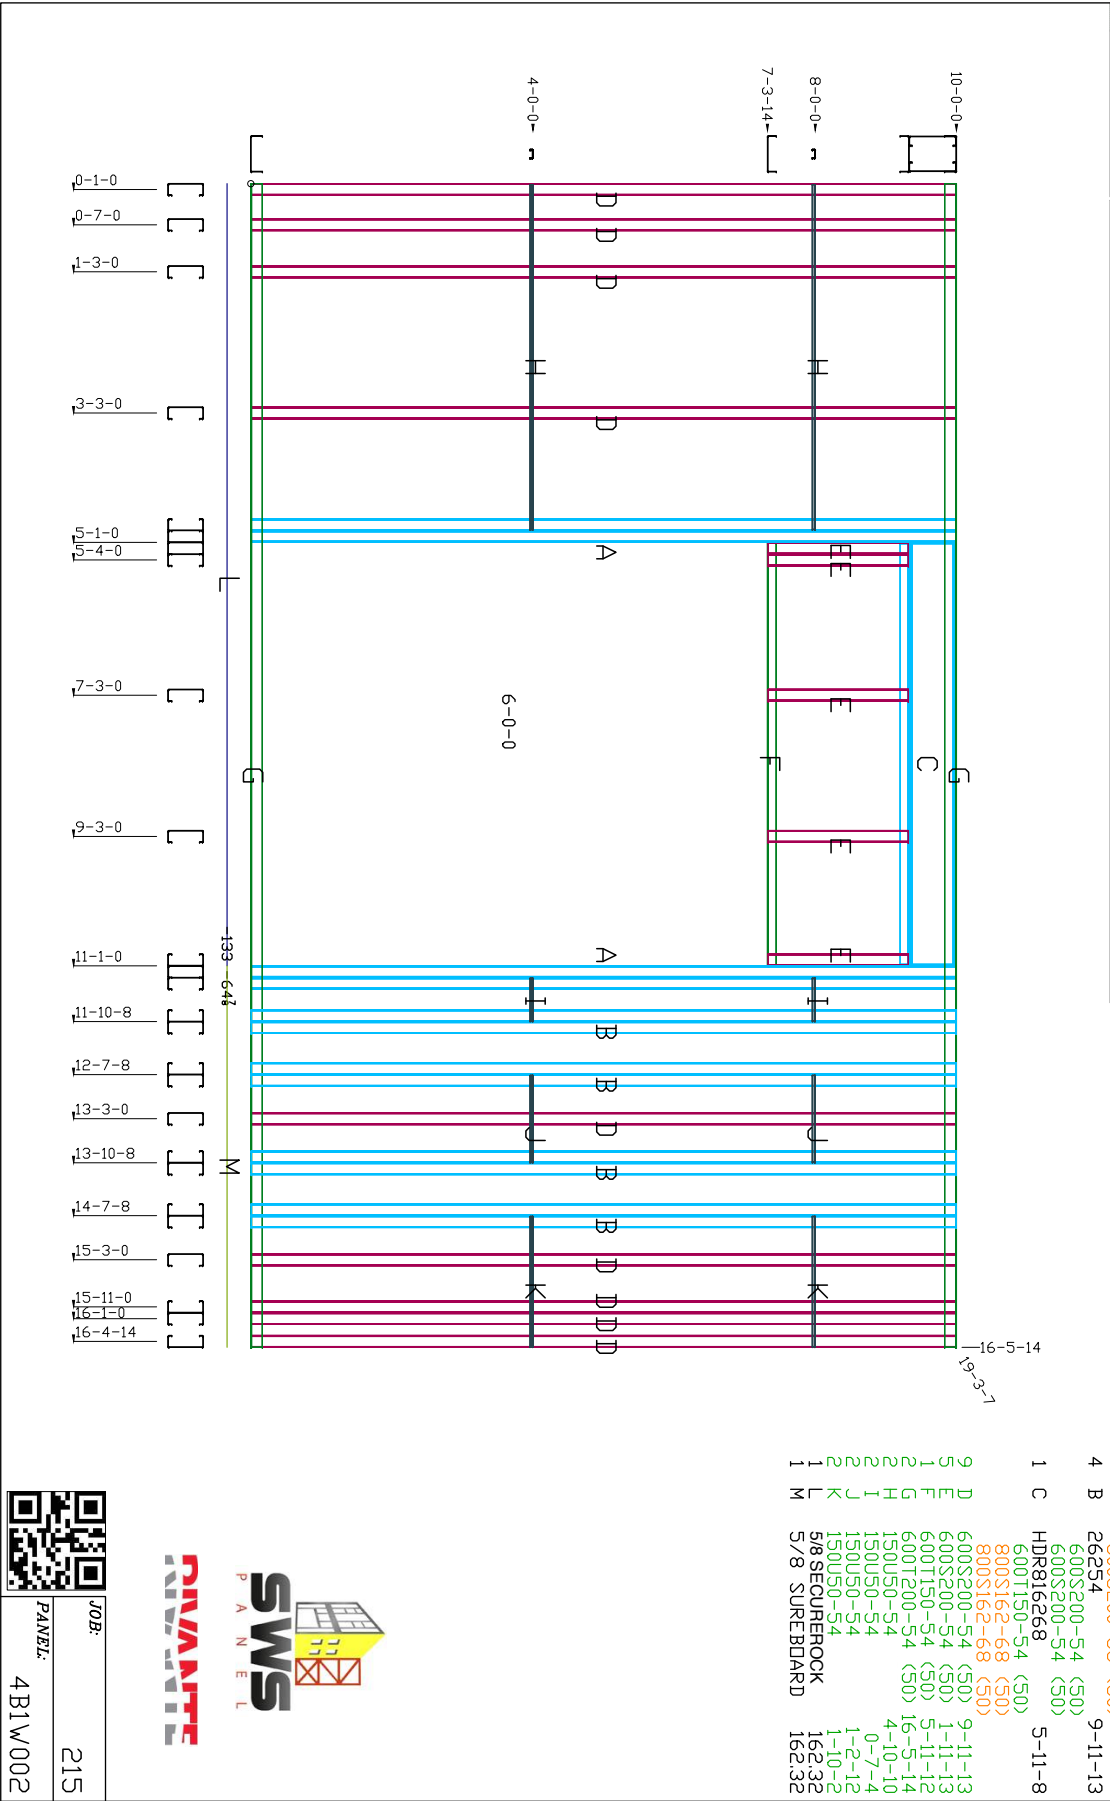 10-0-0
8-0-0
7-3-14
4-0-0
0-1-0
0-7-0
1-3-0
3-3-0
5-1-0
5-4-0
7-3-0
9-3-0
11-1-0
11-10-8
12-7-8
13-3-0
13-10-8
14-7-8
15-3-0
15-11-0
16-1-0
16-4-14
D
D
D
H
H
D
A
E
E
L
E
6-0-0
G
F
C
G
E
A
E
I
I
B
B
D
J
J
M
B
B
D
K
K
D
D
D
16-5-14
19-3-7
4 B 26254 9-11-13
600S200-54 (50)
600S200-54 (50)
1 C HDR816268 5-11-8
600T150-54 (50)
800S162-68 (50)
800S162-68 (50)
9 D 600S200-54 (50) 9-11-13
5 E 600S200-54 (50) 1-11-13
1 F 600T150-54 (50) 5-11-12
2 G 600T200-54 (50) 16-5-14
2 H 150U50-54 4-10-10
2 I 150U50-54 0-7-4
2 J 150U50-54 1-2-12
2 K 150U50-54 1-10-2
1 L 5/8 SECUREROCK 162.32
1 M 5/8 SUREBOARD 162.32
SWS
PANEL
JOB: 215
PANEL: 4B1W002